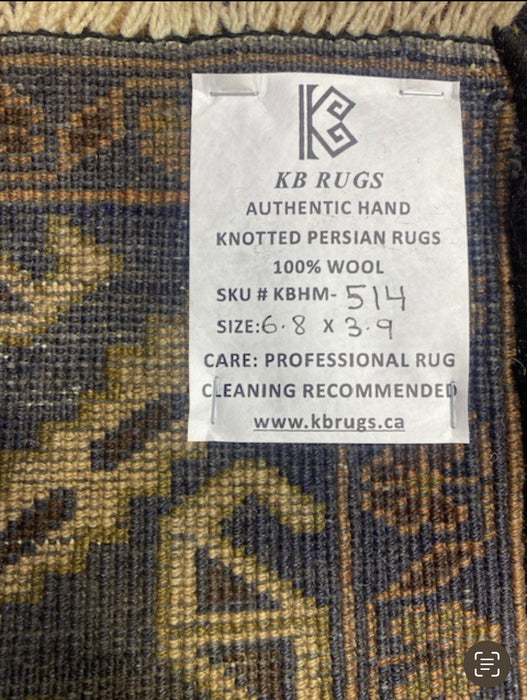 KB
KB RUGS
AUTHENTIC HAND
KNOTTED PERSIAN RUGS
100% WOOL
SKU # KBHM- 514
SIZE: 6.8 X 3.9
CARE: PROFESSIONAL RUG
CLEANING RECOMMENDED
www.kbrugs.ca